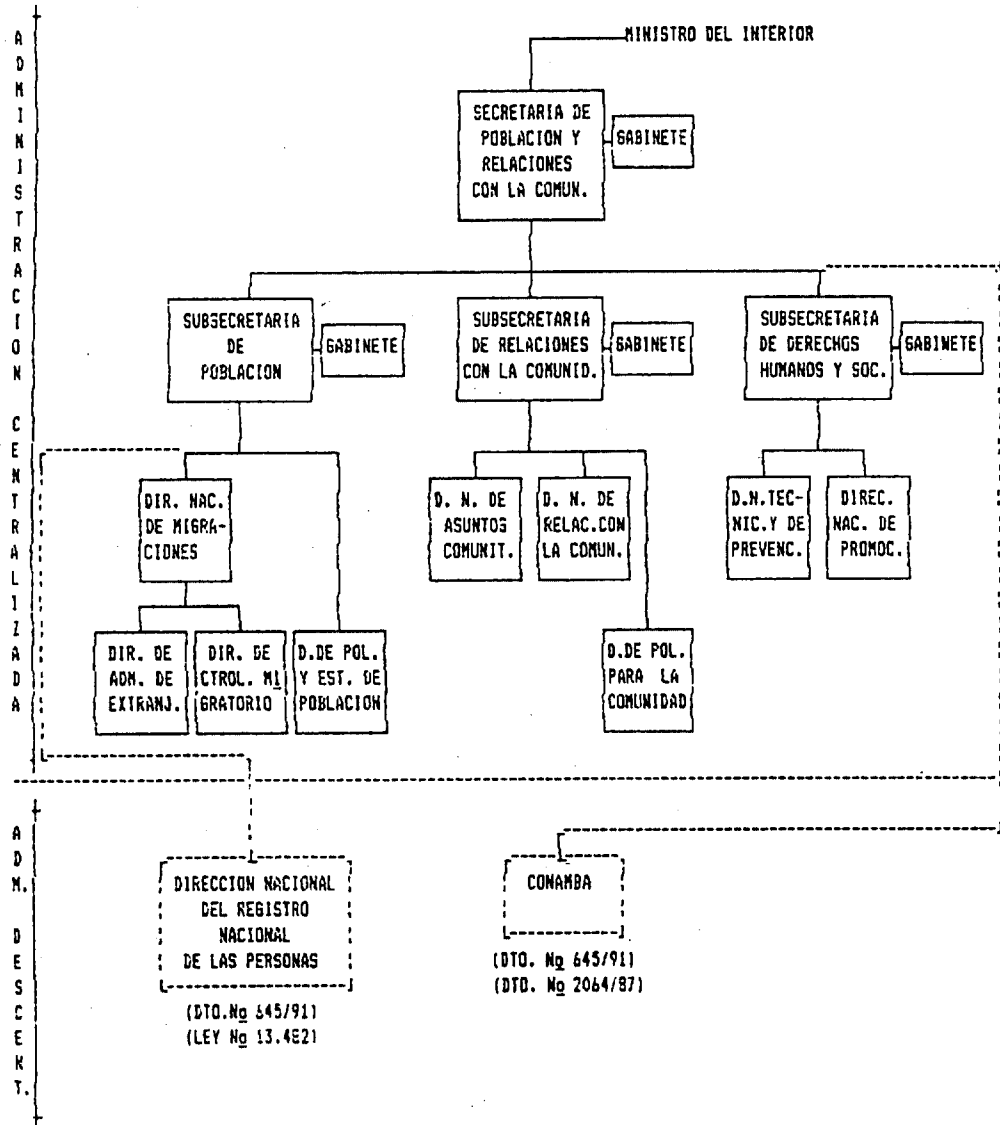 MINISTRO DEL INTERIOR
SECRETARIA DE
POBLACION Y
RELACIONES
CON LA COMUN.
GABINETE
SUBSECRETARIA
DE
POBLACION
GABINETE
SUBSECRETARIA
DE RELACIONES
CON LA COMUNID.
GABINETE
SUBSECRETARIA
DE DERECHOS
HUMANOS Y SOC.
GABINETE
DIR. NAC.
DE MIGRA-
CIONES
D. N. DE
ASUNTOS
COMUNIT.
D. N. DE
RELAC.CON
LA COMUN.
D.N.TEC-
NIC.Y DE
PREVENC.
DIREC.
NAC. DE
PROMOC.
DIR. DE
ADM. DE
EXTRANJ.
DIR. DE
CTROL. MI
GRATORIO
D.DE POL.
Y EST. DE
POBLACION
D.DE POL.
PARA LA
COMUNIDAD
ADMINISTRACION CENTRALIZADA
DIRECCION NACIONAL
DEL REGISTRO
NACIONAL
DE LAS PERSONAS
(DTO.No 645/91)
(LEY No 13.482)
CONAMBA
(DTO. No 645/91)
(DTO. No 2064/87)
ADM. DESCENT.